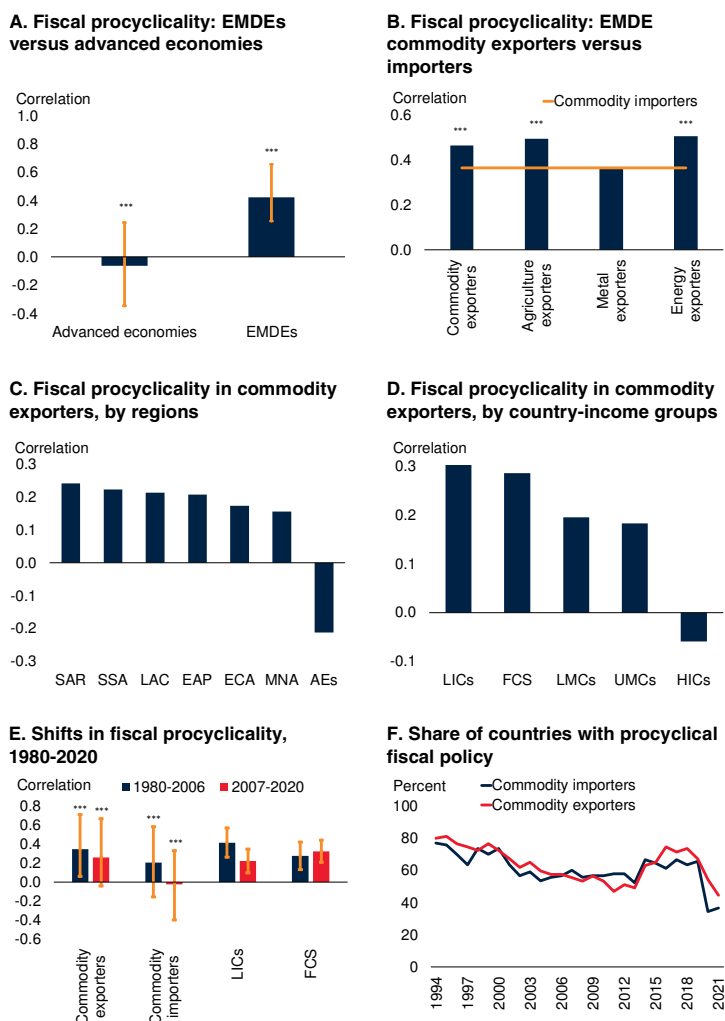 A. Fiscal procyclicality: EMDEs
versus advanced economies
Correlation
1.0
0.8
0.6
0.4
0.2
0.0
-0.2
-0.4
***
***
Advanced economies
EMDEs
B. Fiscal procyclicality: EMDE
commodity exporters versus
importers
Correlation
Commodity importers
0.6
0.4
0.2
0.0
***
***
***
Commodity
exporters
Agriculture
exporters
Metal
exporters
Energy
exporters
C. Fiscal procyclicality in commodity
exporters, by regions
Correlation
0.3
0.2
0.1
0.0
-0.1
-0.2
-0.3
SAR SSA LAC EAP ECA MNA AEs
D. Fiscal procyclicality in commodity
exporters, by country-income groups
Correlation
0.3
0.2
0.1
0.0
-0.1
LICs FCS LMCs UMCs HICs
E. Shifts in fiscal procyclicality,
1980-2020
Correlation
1980-2006 2007-2020
0.8
0.6
0.4
0.2
0.0
-0.2
-0.4
-0.6
*** ***
***
***
Commodity
exporters
Commodity
importers
LICs
FCS
F. Share of countries with procyclical
fiscal policy
Percent
Commodity importers
Commodity exporters
100
80
60
40
20
0
1994
1997
2000
2003
2006
2009
2012
2015
2018
2021